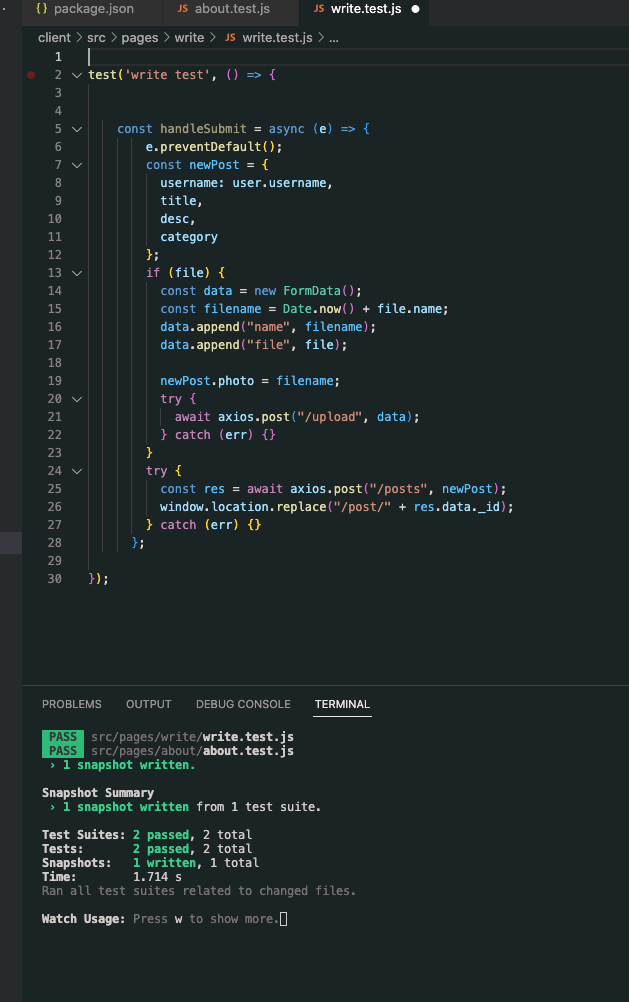 {} package.json JS about.test.js JS write.test.js ●
client > src > pages > write > JS write.test.js > ...
1
2 test('write test', () => {
3
4
5 const handleSubmit = async (e) => {
6 e.preventDefault();
7 const newPost = {
8 username: user.username,
9 title,
10 desc,
11 category
12 };
13 if (file) {
14 const data = new FormData();
15 const filename = Date.now() + file.name;
16 data.append("name", filename);
17 data.append("file", file);
18
19 newPost.photo = filename;
20 try {
21 await axios.post("/upload", data);
22 } catch (err) {}
23 }
24 try {
25 const res = await axios.post("/posts", newPost);
26 window.location.replace("/post/" + res.data._id);
27 } catch (err) {}
28 };
29
30 });
PROBLEMS OUTPUT DEBUG CONSOLE TERMINAL
PASS src/pages/write/write.test.js
PASS src/pages/about/about.test.js
› 1 snapshot written.
Snapshot Summary
› 1 snapshot written from 1 test suite.
Test Suites: 2 passed, 2 total
Tests: 2 passed, 2 total
Snapshots: 1 written, 1 total
Time: 1.714 s
Ran all test suites related to changed files.
Watch Usage: Press w to show more.